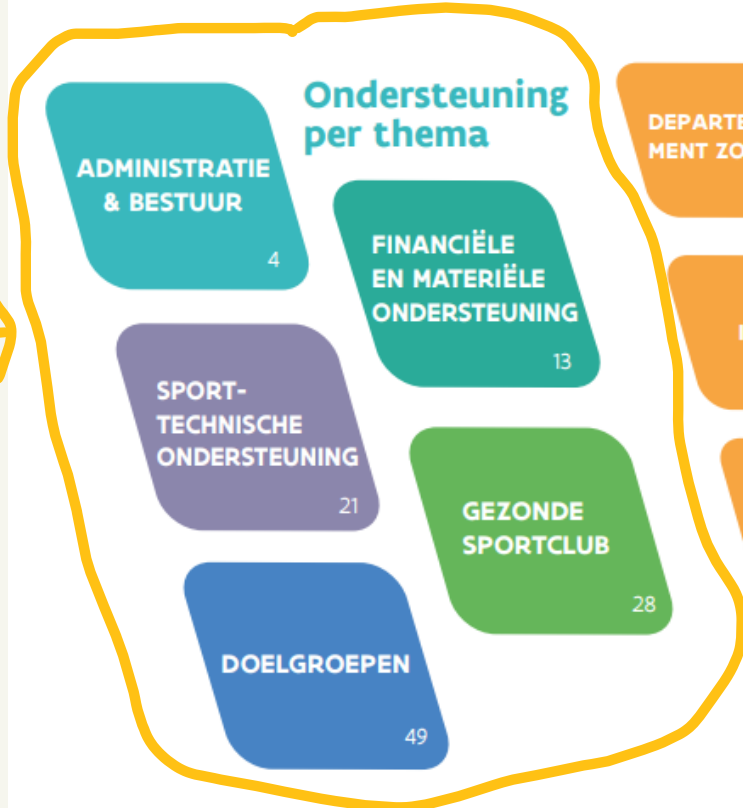 Ondersteuning
per thema
ADMINISTRATIE
& BESTUUR
4
FINANCIËLE
EN MATERIËLE
ONDERSTEUNING
13
SPORT-
TECHNISCHE
ONDERSTEUNING
21
GEZONDE
SPORTCLUB
28
DOELGROEPEN
49
DEPARTE
MENT ZO